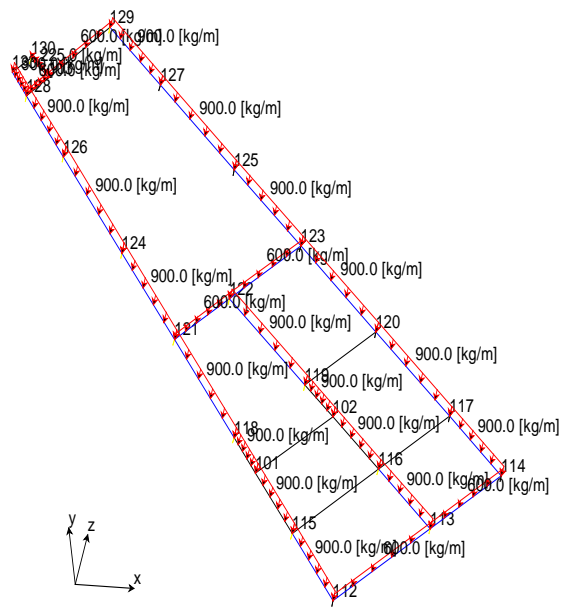 129
600.0 [kg/m]
900.0 [kg/m]
130
225.0 [kg/m]
128
127
900.0 [kg/m]
900.0 [kg/m]
126
125
900.0 [kg/m]
900.0 [kg/m]
124
123
600.0 [kg/m]
900.0 [kg/m]
900.0 [kg/m]
122
600.0 [kg/m]
121
900.0 [kg/m]
120
900.0 [kg/m]
900.0 [kg/m]
119
900.0 [kg/m]
102
117
118
900.0 [kg/m]
900.0 [kg/m]
900.0 [kg/m]
101
116
114
900.0 [kg/m]
900.0 [kg/m]
600.0 [kg/m]
115
113
900.0 [kg/m]
600.0 [kg/m]
112
y
z
x